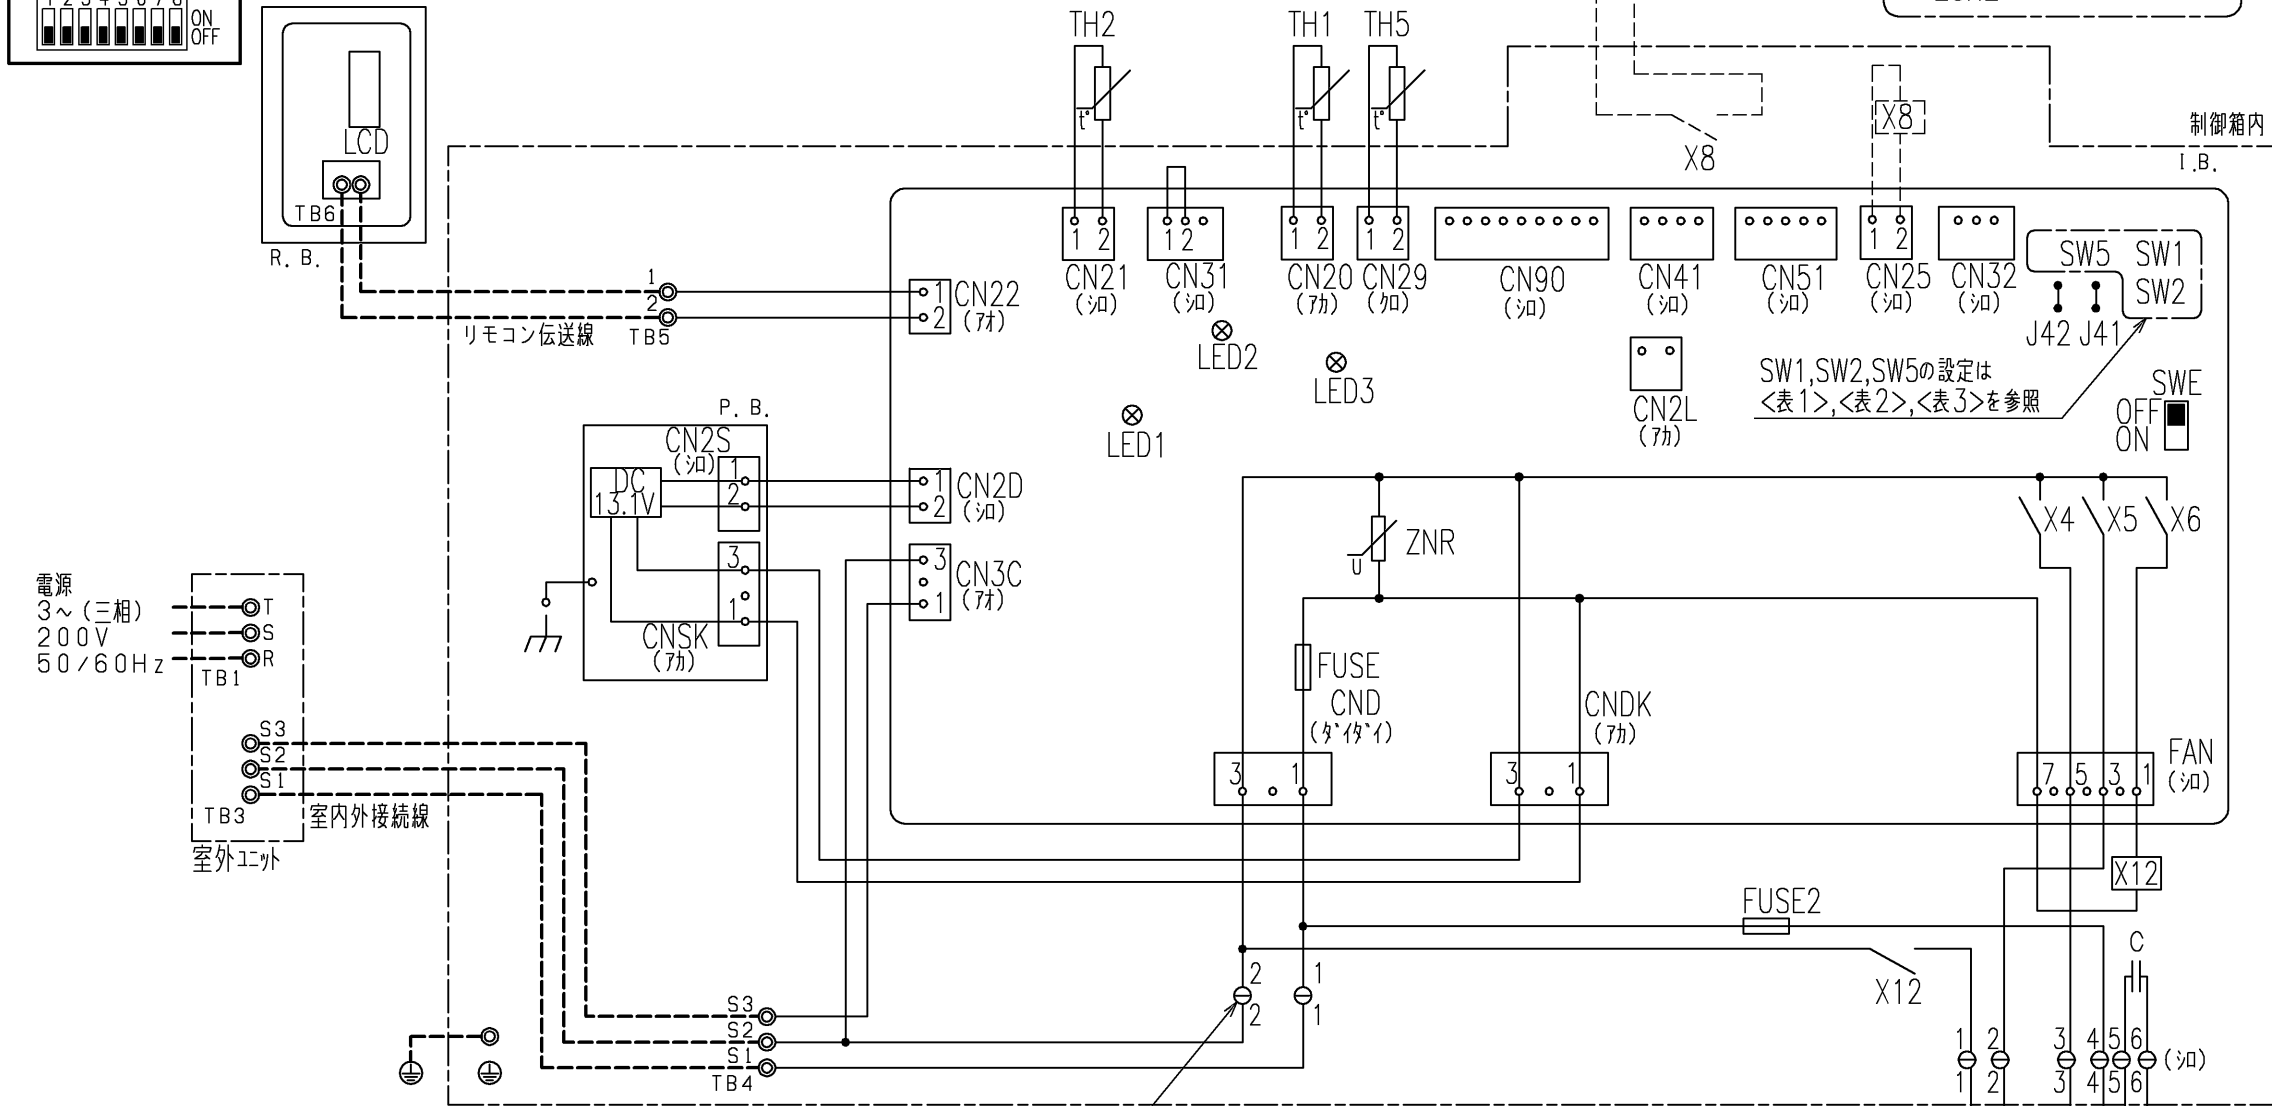 ON
OFF
LCD
TB6
R. B.
TH2
TH1
TH5
t°
t°
t°
X8
X8
制御箱内
I.B.
1 2
1 2
1 2
1 2
1 2
CN21
(シロ)
CN31
(シロ)
CN20
(アカ)
CN29
(クロ)
CN90
(シロ)
CN41
(シロ)
CN51
(シロ)
CN25
(シロ)
CN32
(シロ)
SW5 SW1
SW2
J42 J41
1
2
リモコン伝送線 TB5
1
2
CN22
(アオ)
LED2
LED3
LED1
CN2L
(アカ)
SW1,SW2,SW5の設定は
<表1>,<表2>,<表3>を参照
SWE
OFF
ON
P. B.
CN2S
(シロ)
DC
13.1V
1
2
3
1
CNSK
(アカ)
1
2
CN2D
(シロ)
3
1
CN3C
(アオ)
ZNR
U
X4
X5
X6
電源
3~(三相)
200V
50/60Hz
T
S
R
TB1
S3
S2
S1
TB3
室内外接続線
室外ユニット
FUSE
CND
(ダイダイ)
3 1
CNDK
(アカ)
3 1
FAN
(シロ)
7 5 3 1
X12
FUSE2
C
X12
2
2
1
1
S3
S2
S1
TB4
1 2 3 4 5 6
(シロ)
1 2 3 4 5 6